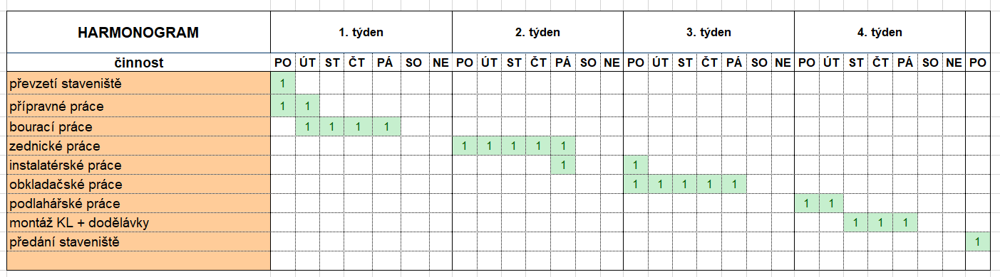 HARMONOGRAM 1. týden 2. týden 3. týden 4. týden
činnost PO ÚT ST ČT PÁ SO NE PO ÚT ST ČT PÁ SO NE PO ÚT ST ČT PÁ SO NE PO ÚT ST ČT PÁ SO NE PO
převzetí staveniště 1
přípravné práce 1 1
bourací práce 1 1 1 1
zednické práce 1 1 1 1 1
instalatérské práce 1 1
obkladačské práce 1 1 1 1 1
podlahářské práce 1 1
montáž KL + dodělávky 1 1 1
předání staveniště 1